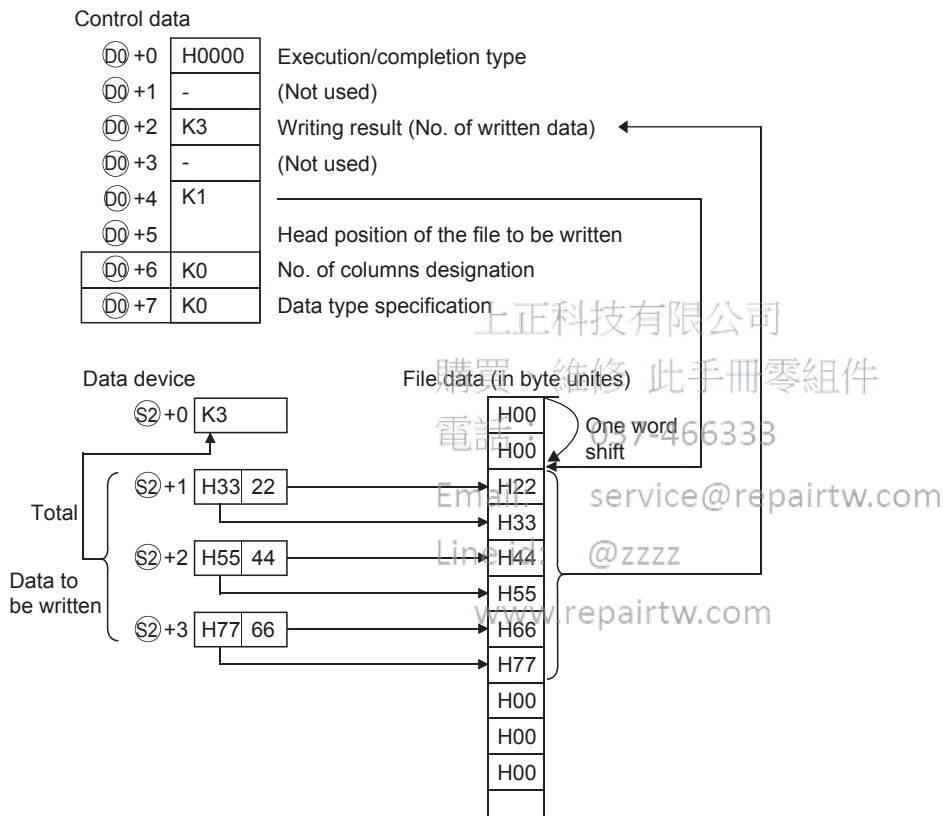 Control data
D0 +0 H0000 Execution/completion type
D0 +1 - (Not used)
D0 +2 K3 Writing result (No. of written data)
D0 +3 - (Not used)
D0 +4 K1
D0 +5 Head position of the file to be written
D0 +6 K0 No. of columns designation
D0 +7 K0 Data type specification
上正科技有限公司
購買、維修 此手冊零組件
Data device File data (in byte unites)
S2 +0 K3 H00 One word
電話: 037-466333
H00 shift
S2 +1 H33 22 H22
Email: service@repairtw.com
Total H33
S2 +2 H55 44 H44
Line id: @zzzz
Data to
be written
H55
www.repairtw.com
S2 +3 H77 66 H66
H77
H00
H00
H00